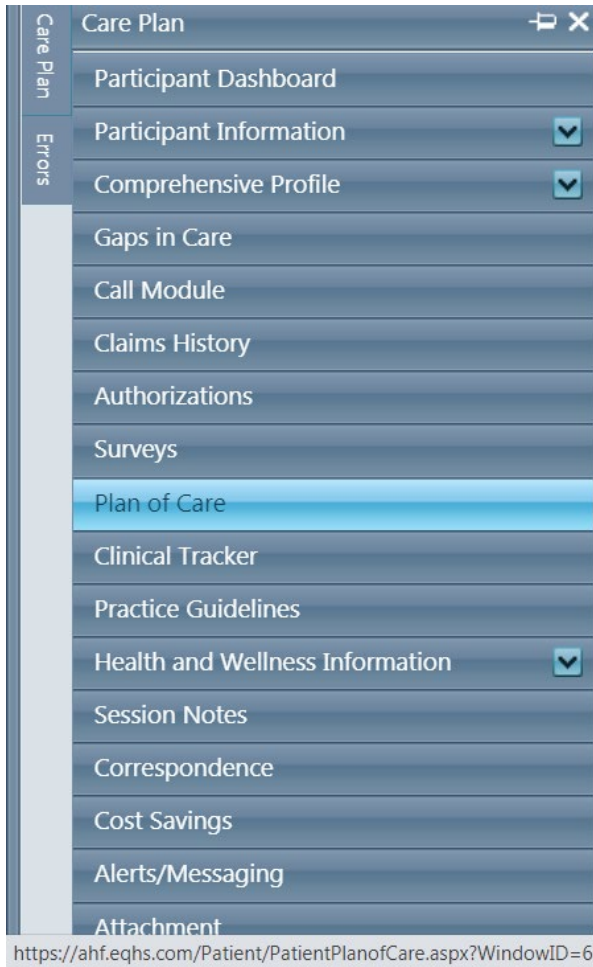 Care Plan
Errors
Care Plan
Participant Dashboard
Participant Information
Comprehensive Profile
Gaps in Care
Call Module
Claims History
Authorizations
Surveys
Plan of Care
Clinical Tracker
Practice Guidelines
Health and Wellness Information
Session Notes
Correspondence
Cost Savings
Alerts/Messaging
Attachment
https://ahf.eqhs.com/Patient/PatientPlanofCare.aspx?WindowID=6